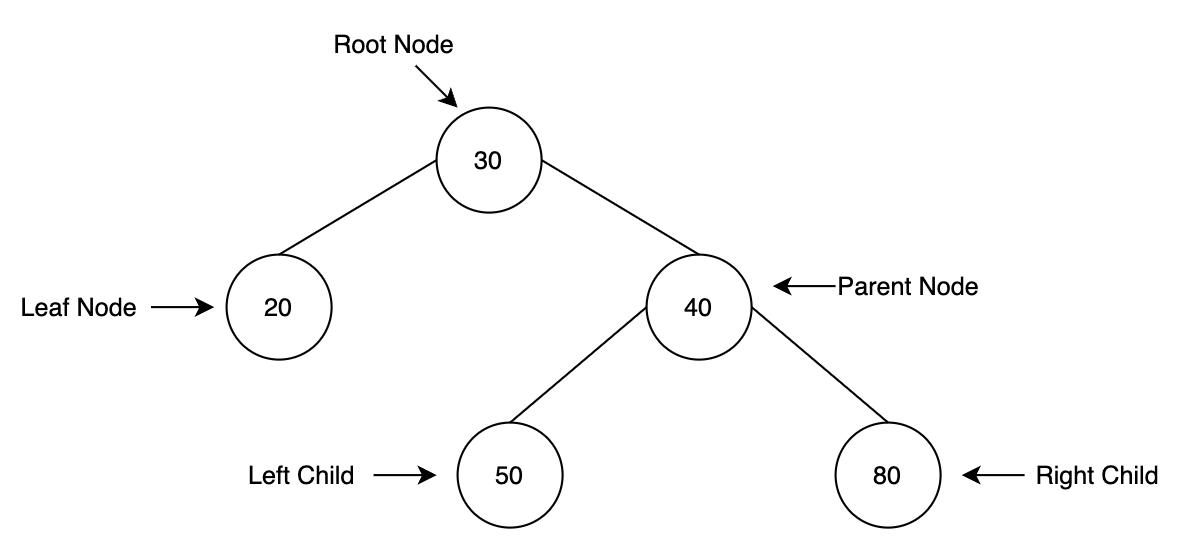 Root Node
30
Leaf Node
20
40
Parent Node
Left Child
50
80
Right Child